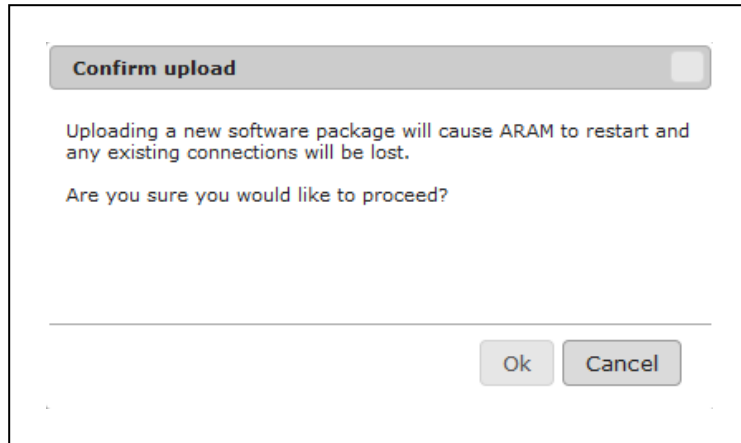 Confirm upload
Uploading a new software package will cause ARAM to restart and
any existing connections will be lost.
Are you sure you would like to proceed?
Ok Cancel